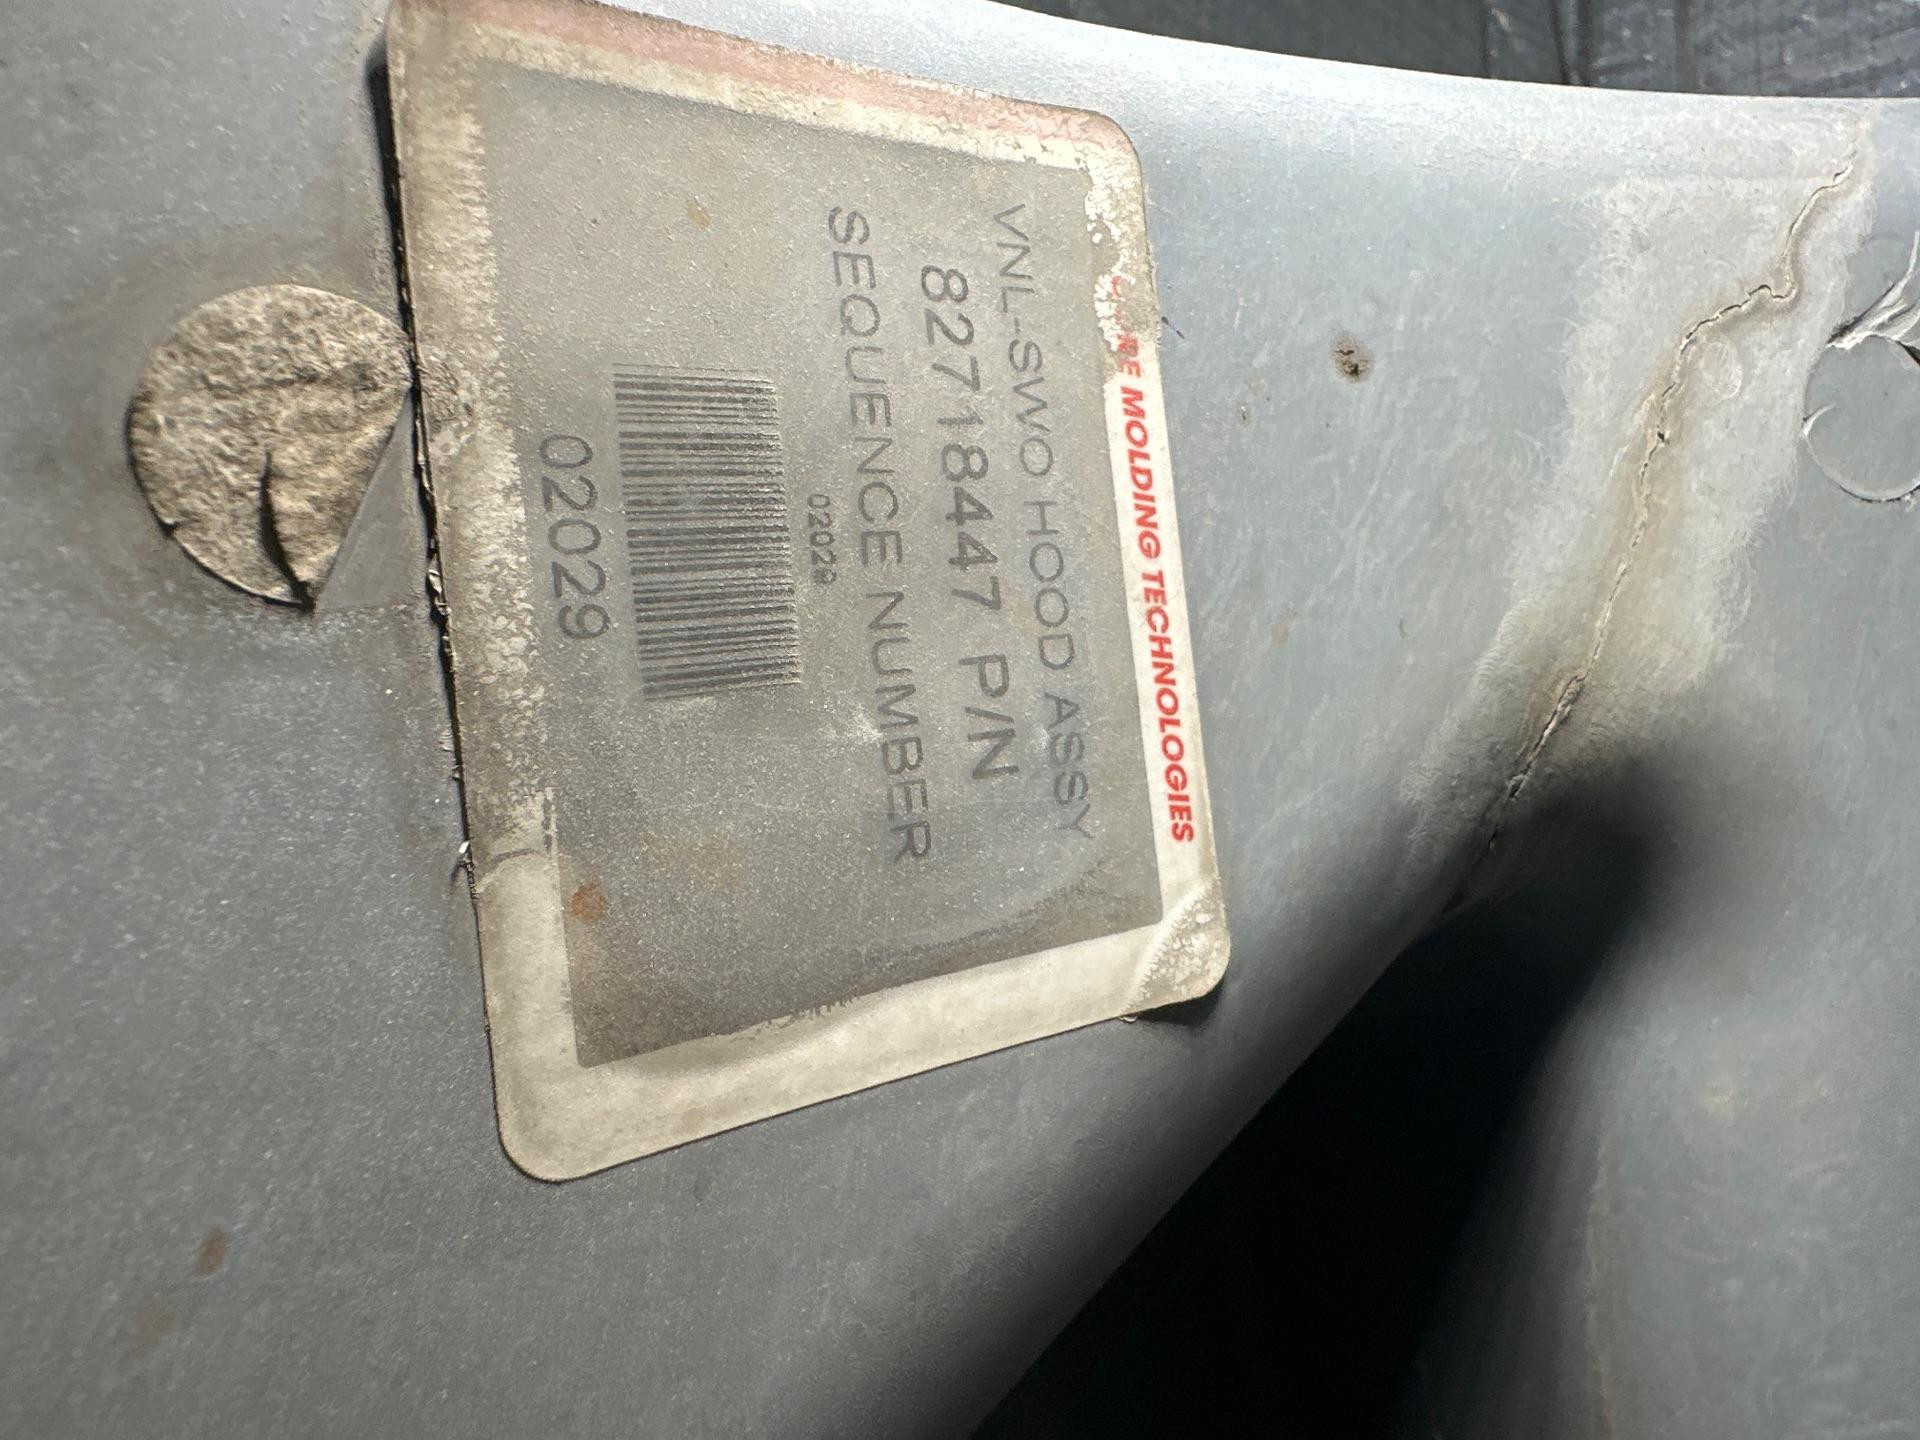 MOLDING TECHNOLOGIES
VNL-SWO HOOD ASSY
82718447 P/N
SEQUENCE NUMBER
02029
02029